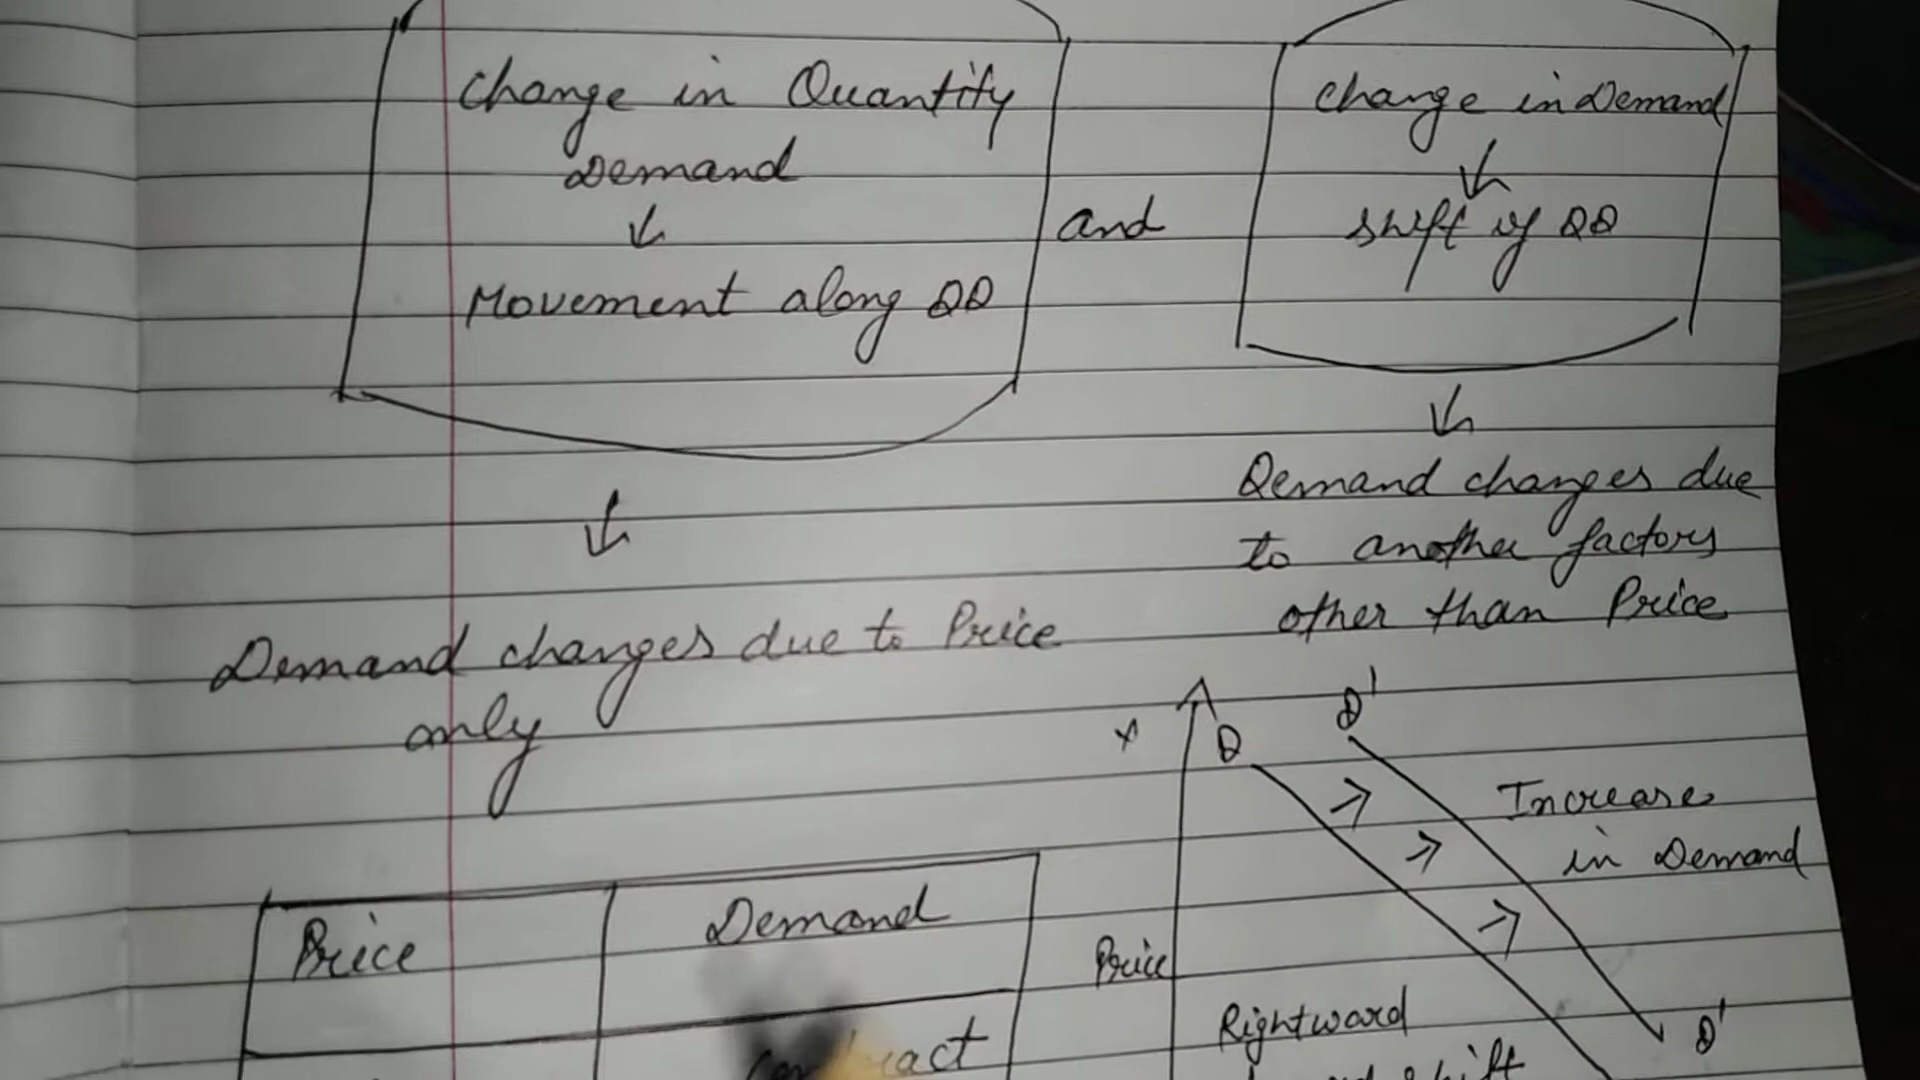 Change in Quantity
Demand
Movement along DD
and
Change in Demand
shift of DD
Demand changes due to Price
only
Demand changes due
to another factors
other than Price
Price
Demand
Y
D
D'
Increase
in Demand
Price
Rightward
shift
D'